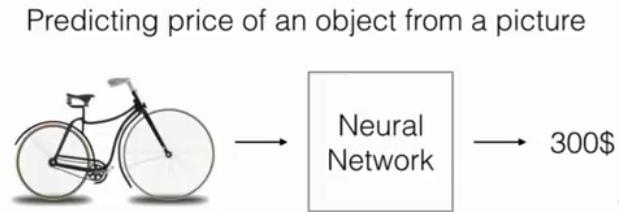 Predicting price of an object from a picture
Neural
Network
300$